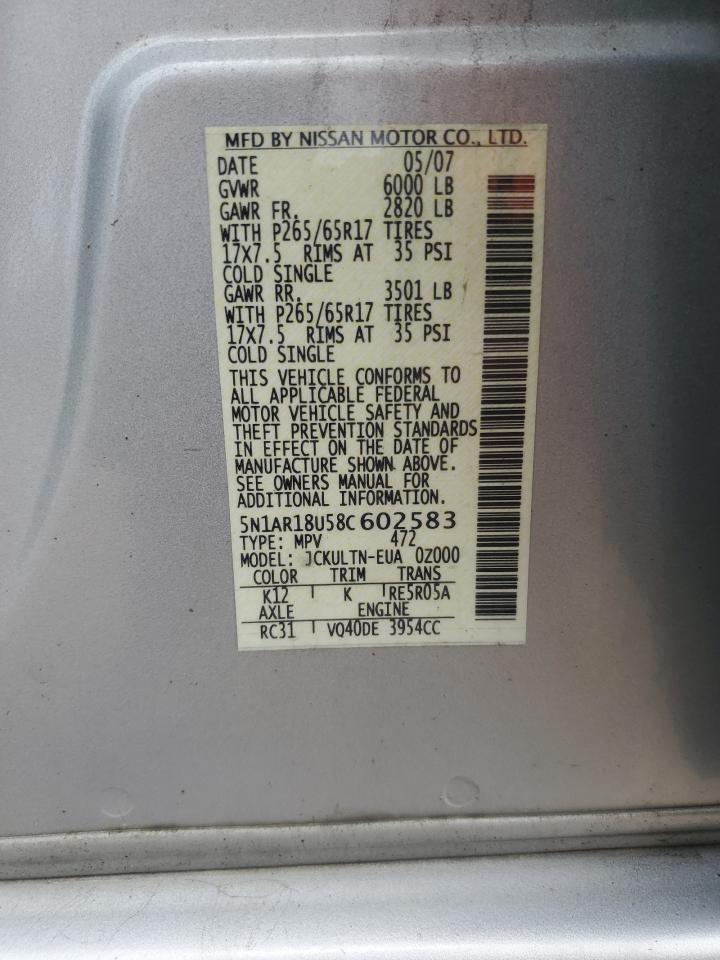 MFD BY NISSAN MOTOR CO., LTD.
DATE 05/07
GVWR 6000 LB
GAWR FR. 2820 LB
WITH P265/65R17 TIRES
17X7.5 RIMS AT 35 PSI
COLD SINGLE
GAWR RR. 3501 LB
WITH P265/65R17 TIRES
17X7.5 RIMS AT 35 PSI
COLD SINGLE
THIS VEHICLE CONFORMS TO
ALL APPLICABLE FEDERAL
MOTOR VEHICLE SAFETY AND
THEFT PREVENTION STANDARDS
IN EFFECT ON THE DATE OF
MANUFACTURE SHOWN ABOVE.
SEE OWNERS MANUAL FOR
ADDITIONAL INFORMATION.
5N1AR18U58C602583
TYPE: MPV 472
MODEL: JCKULTN-EUA 0Z000
COLOR TRIM TRANS
K12 K RE5R05A
AXLE ENGINE
RC31 VQ40DE 3954CC